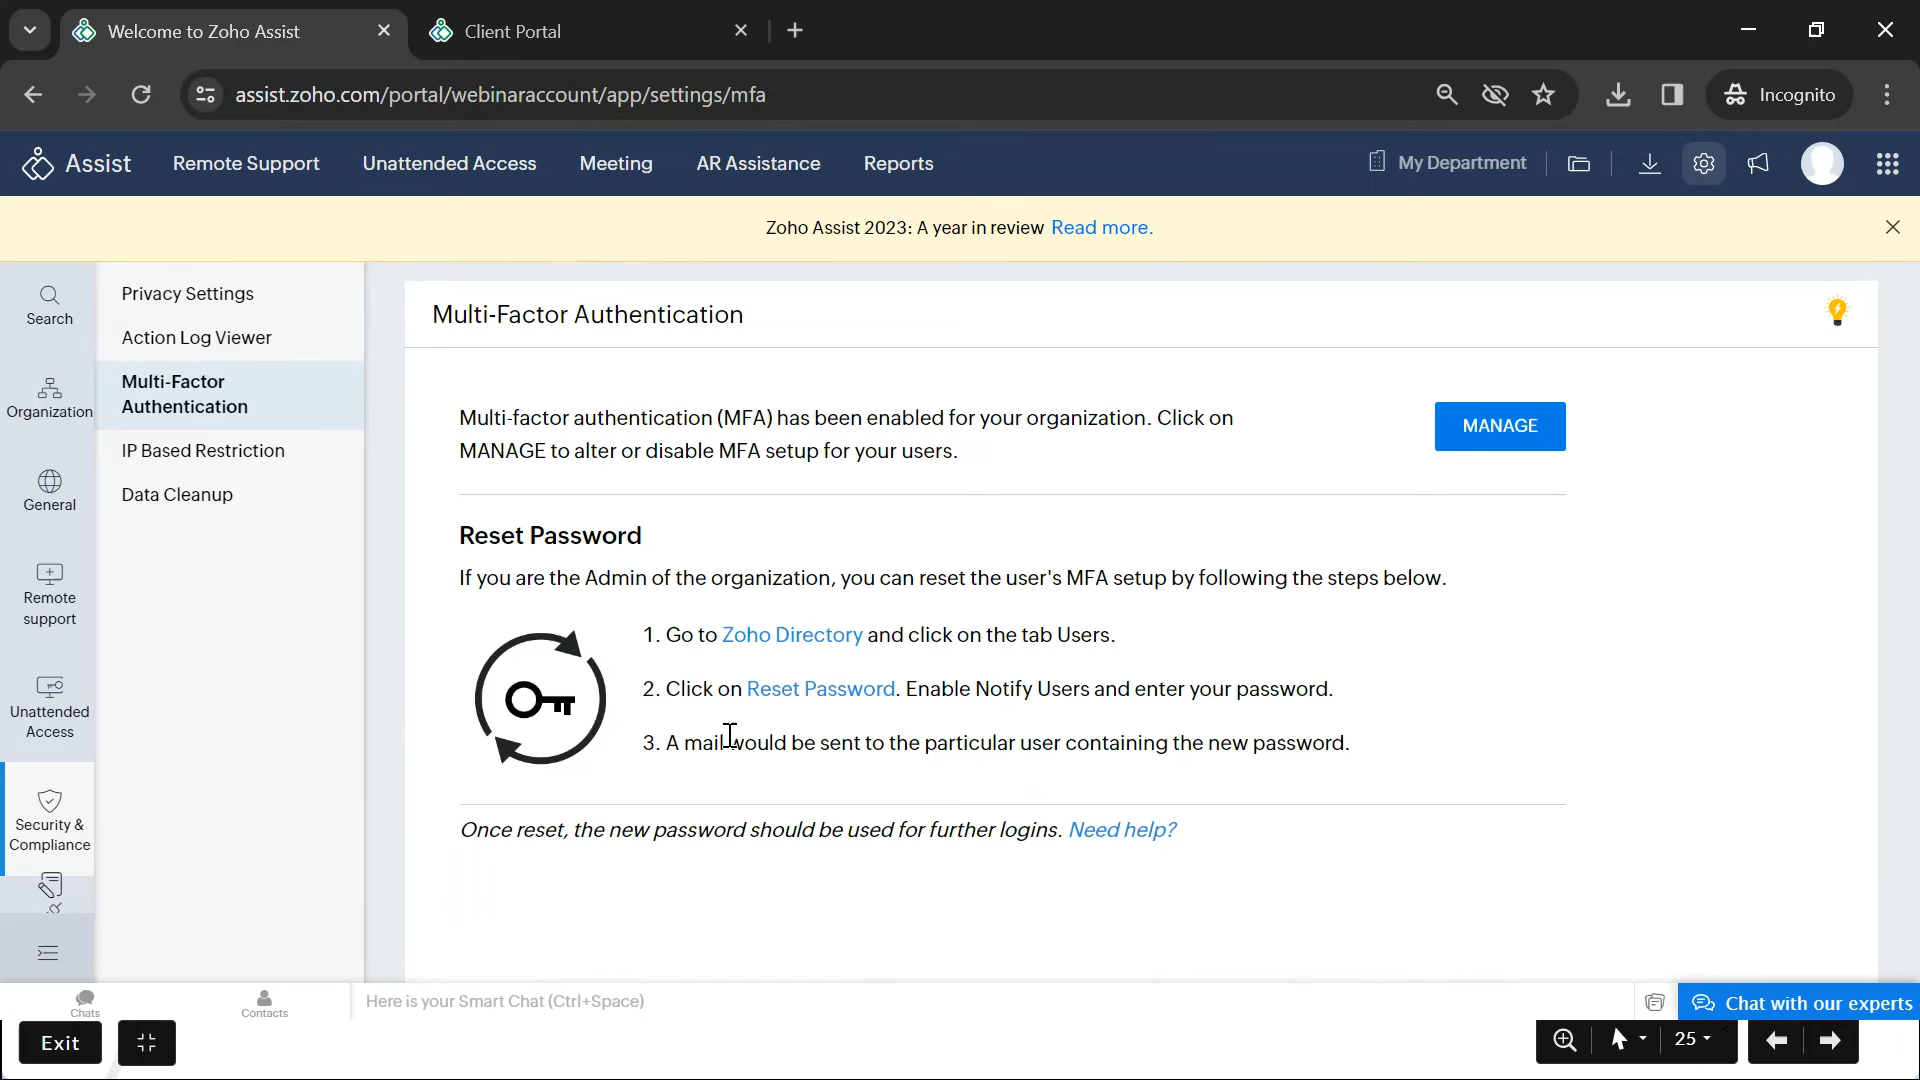 Welcome to Zoho Assist
Client Portal
assist.zoho.com/portal/webinaraccount/app/settings/mfa
Incognito
Assist
Remote Support
Unattended Access
Meeting
AR Assistance
Reports
My Department
Zoho Assist 2023: A year in review Read more.
Search
Organization
General
Remote
support
Unattended
Access
Security &
Compliance
Privacy Settings
Action Log Viewer
Multi-Factor
Authentication
IP Based Restriction
Data Cleanup
Multi-Factor Authentication
Multi-factor authentication (MFA) has been enabled for your organization. Click on
MANAGE to alter or disable MFA setup for your users.
MANAGE
Reset Password
If you are the Admin of the organization, you can reset the user's MFA setup by following the steps below.
1. Go to Zoho Directory and click on the tab Users.
2. Click on Reset Password. Enable Notify Users and enter your password.
3. A mail would be sent to the particular user containing the new password.
Once reset, the new password should be used for further logins. Need help?
Chats
Contacts
Here is your Smart Chat (Ctrl+Space)
Chat with our experts
Exit
25